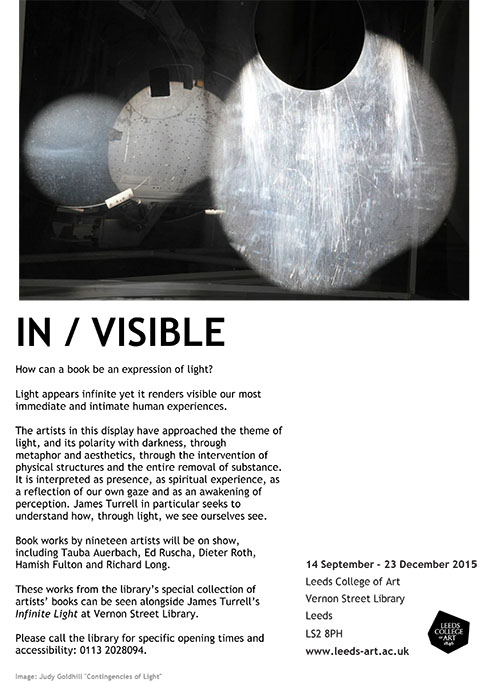 IN / VISIBLE
How can a book be an expression of light?
Light appears infinite yet it renders visible our most
immediate and intimate human experiences.
The artists in this display have approached the theme of
light, and its polarity with darkness, through
metaphor and aesthetics, through the intervention of
physical structures and the entire removal of substance.
It is interpreted as presence, as spiritual experience, as
a reflection of our own gaze and as an awakening of
perception. James Turrell in particular seeks to
understand how, through light, we see ourselves see.
Book works by nineteen artists will be on show,
including Tauba Auerbach, Ed Ruscha, Dieter Roth,
Hamish Fulton and Richard Long.
These works from the library's special collection of
artists' books can be seen alongside James Turrell's
Infinite Light at Vernon Street Library.
Please call the library for specific opening times and
accessibility: 0113 2028094.
14 September - 23 December 2015
Leeds College of Art
Vernon Street Library
Leeds
LS2 8PH
www.leeds-art.ac.uk
LEEDS
COLLEGE
OF ART
1846
Image: Judy Goldhill "Contingencies of Light"